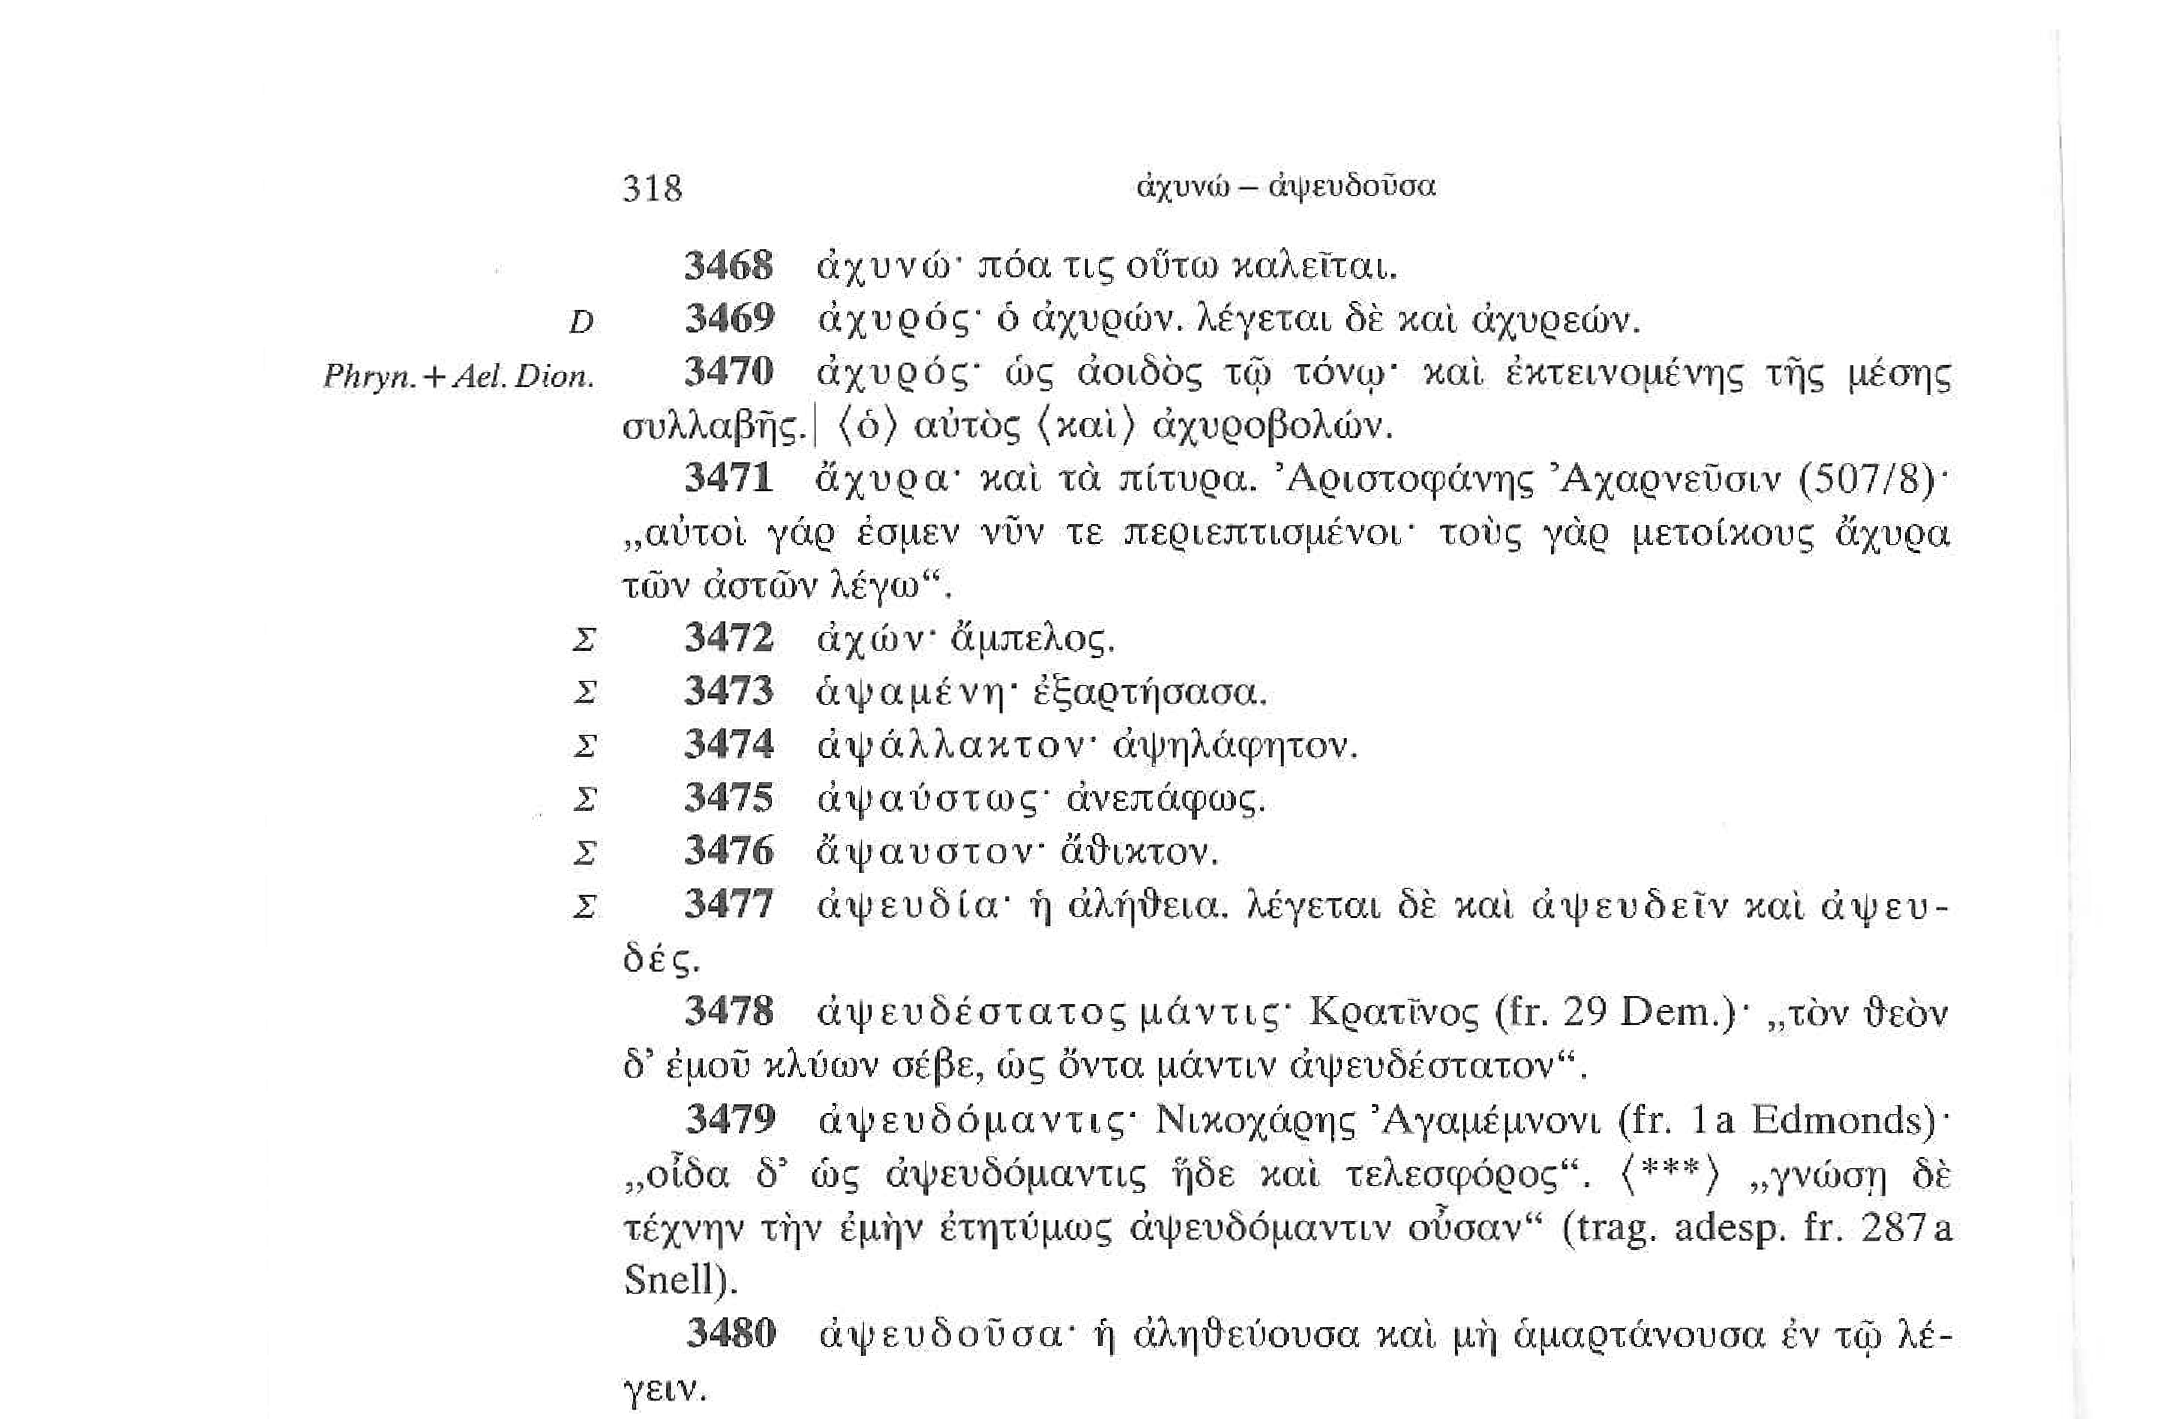 318 ἀχυνώ – ἀψευδοῦσα
3468 ἀχυνώ· πόα τις οὕτω καλεῖται.
D 3469 ἀχυρός· ὁ ἀχυρών. λέγεται δὲ καὶ ἀχυρεών.
Phryn. + Ael. Dion. 3470 ἀχυρός· ὡς ἀοιδὸς τῷ τόνῳ· καὶ ἐκτεινομένης τῆς μέσης
συλλαβῆς.| ⟨ὁ⟩ αὐτὸς ⟨καὶ⟩ ἀχυροβολών.
3471 ἄχυρα· καὶ τὰ πίτυρα. Ἀριστοφάνης Ἀχαρνεῦσιν (507/8)·
„αὐτοὶ γάρ ἐσμεν νῦν τε περιεπτισμένοι· τοὺς γὰρ μετοίκους ἄχυρα
τῶν ἀστῶν λέγω“.
Σ 3472 ἀχών· ἄμπελος.
Σ 3473 ἁψαμένη· ἐξαρτήσασα.
Σ 3474 ἀψάλλακτον· ἀψηλάφητον.
Σ 3475 ἀψαύστως· ἀνεπάφως.
Σ 3476 ἄψαυστον· ἄθικτον.
Σ 3477 ἀψευδία· ἡ ἀλήθεια. λέγεται δὲ καὶ ἀψευδεῖν καὶ ἀψευ-
δές.
3478 ἀψευδέστατος μάντις· Κρατῖνος (fr. 29 Dem.)· „τὸν θεὸν
δ’ ἐμοῦ κλύων σέβε, ὡς ὄντα μάντιν ἀψευδέστατον“.
3479 ἀψευδόμαντις· Νικοχάρης Ἀγαμέμνονι (fr. 1 a Edmonds)·
„οἶδα δ’ ὡς ἀψευδόμαντις ἥδε καὶ τελεσφόρος“. ⟨***⟩ „γνώσῃ δὲ
τέχνην τὴν ἐμὴν ἐτητύμως ἀψευδόμαντιν οὖσαν“ (trag. adesp. fr. 287 a
Snell).
3480 ἀψευδοῦσα· ἡ ἀληθεύουσα καὶ μὴ ἁμαρτάνουσα ἐν τῷ λέ-
γειν.